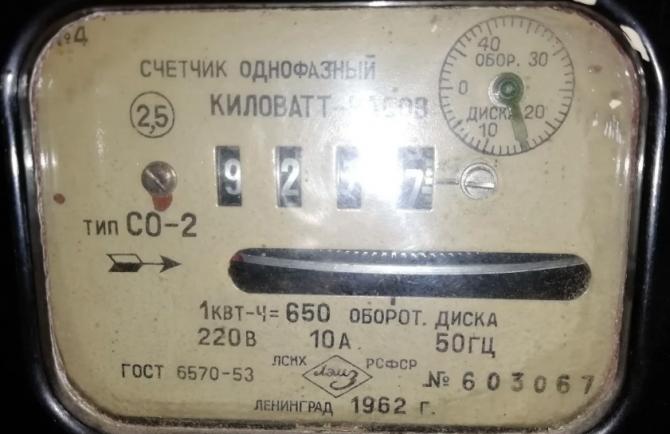 №4
СЧЕТЧИК ОДНОФАЗНЫЙ
2,5
КИЛОВАТТ-
40
ОБОР. 30
0
ДИСКА 20
10
9 2 7
ТИП СО-2
1КВТ-Ч= 650 ОБОРОТ. ДИСКА
220В 10А 50ГЦ
ГОСТ 6570-53
ЛСНХ ЛЭМЗ РСФСР
№ 603067
ЛЕНИНГРАД 1962 г.